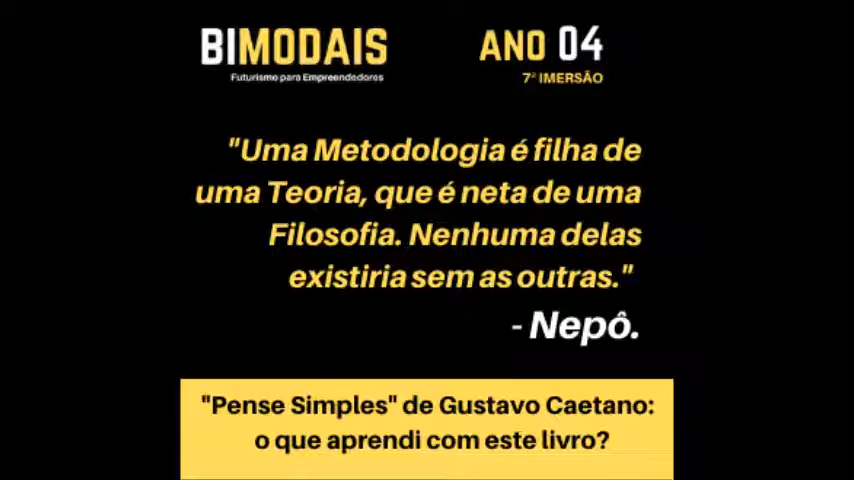 BIMODAIS
Futurismo para Empreendedores
ANO 04
7ª IMERSÃO
"Uma Metodologia é filha de
uma Teoria, que é neta de uma
Filosofia. Nenhuma delas
existiria sem as outras."
- Nepô.
"Pense Simples" de Gustavo Caetano:
o que aprendi com este livro?